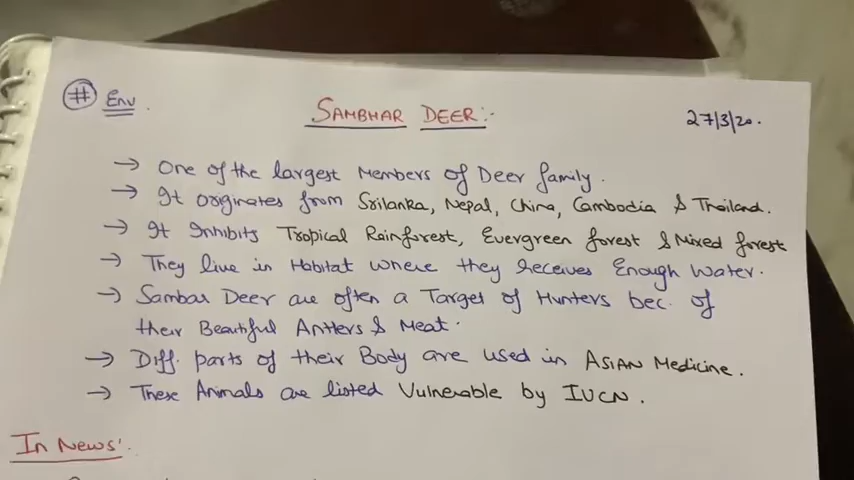 # Env.
SAMBHAR DEER:-
27/3/20.
→ One of the largest Members of Deer family.
→ It originates from Srilanka, Nepal, China, Cambodia & Thailand.
→ It Inhibits Tropical Rainforest, Evergreen forest & Mixed forest
→ They live in Habitat where they receives Enough Water.
→ Sambar Deer are often a Target of Hunters bec. of
their Beautiful Antlers & Meat.
→ Diff. parts of their Body are used in ASIAN Medicine.
→ These Animals are listed Vulnerable by IUCN.
In News: